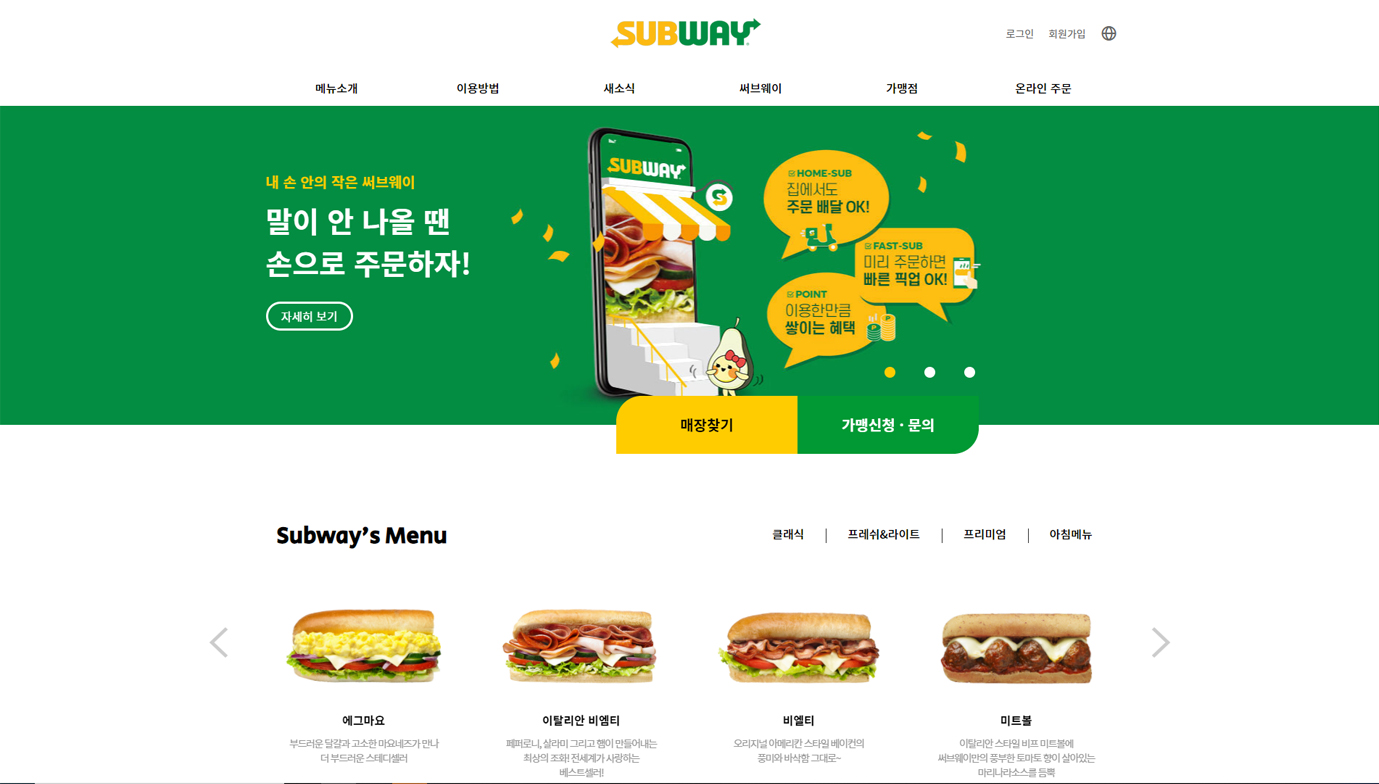 SUBWAY
로그인 회원가입
메뉴소개 이용방법 새소식 써브웨이 가맹점 온라인 주문
내 손 안의 작은 써브웨이
말이 안 나올 땐
손으로 주문하자!
자세히 보기
SUBWAY
HOME-SUB
집에서도
주문 배달 OK!
FAST-SUB
미리 주문하면
빠른 픽업 OK!
POINT
이용한만큼
쌓이는 혜택
매장찾기
가맹신청 · 문의
Subway's Menu
클래식 | 프레쉬&라이트 | 프리미엄 | 아침메뉴
에그마요
부드러운 달걀과 고소한 마요네즈가 만나
더 부드러운 스테디셀러
이탈리안 비엠티
페퍼로니, 살라미 그리고 햄이 만들어내는
최상의 조화! 전세계가 사랑하는
베스트셀러!
비엘티
오리지널 아메리칸 스타일 베이컨의
풍미와 바삭함 그대로~
미트볼
이탈리안 스타일 비프 미트볼에
써브웨이만의 풍부한 토마토 향이 살아있는
마리나라소스를 듬뿍